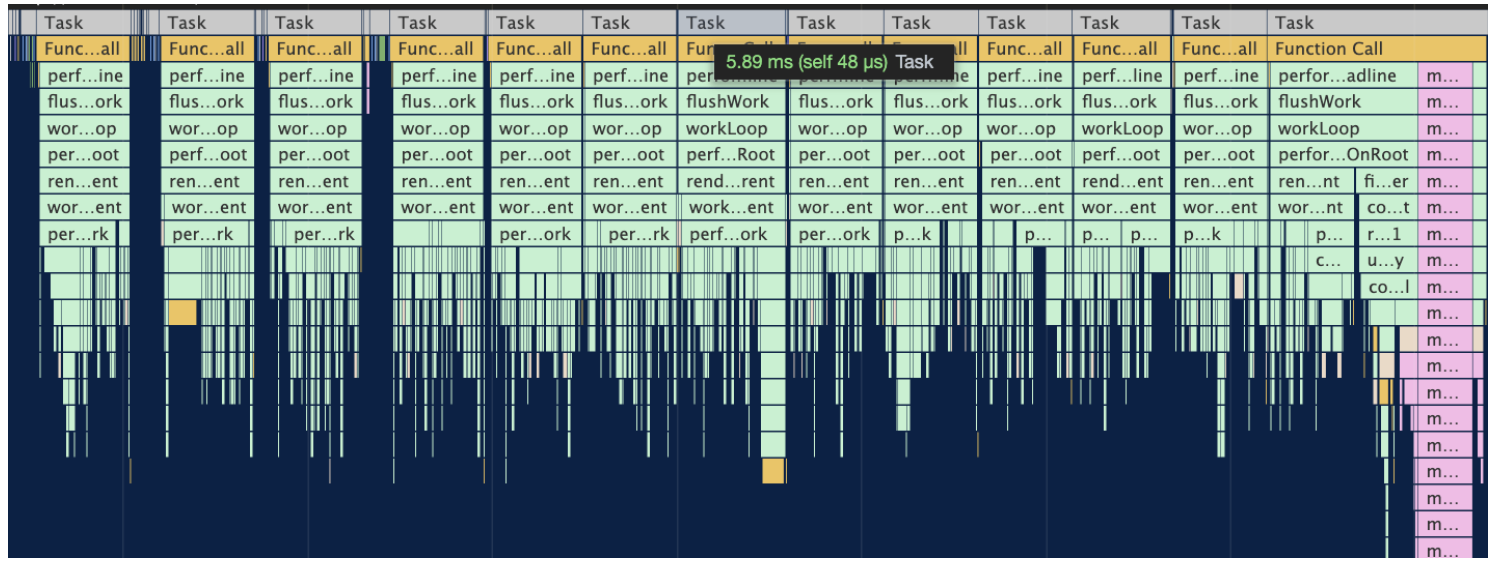 Task Task Task Task Task Task Task Task Task Task Task Task Task
Func…all Func…all Func…all Func…all Func…all Func…all Func…all Func…all Func…all Function Call
5.89 ms (self 48 μs) Task
perf…ine perf…ine perf…ine perf…ine perf…ine perf…ine perf…ine perf…line perf…ine perfor…adline m…
flus…ork flus…ork flus…ork flus…ork flus…ork flus…ork flushWork flus…ork flus…ork flus…ork flus…ork flus…ork flushWork m…
wor…op wor…op wor…op wor…op wor…op wor…op workLoop wor…op wor…op wor…op workLoop wor…op workLoop m…
per…oot perf…oot per…oot per…oot per…oot per…oot perf…Root per…oot per…oot per…oot perf…oot per…oot perfor…OnRoot m…
ren…ent ren…ent ren…ent ren…ent ren…ent ren…ent rend…rent ren…ent ren…ent ren…ent rend…ent ren…ent ren…nt fi…er m…
wor…ent wor…ent wor…ent wor…ent wor…ent wor…ent work…ent wor…ent wor…ent wor…ent wor…ent wor…ent wor…nt co…t m…
per…rk per…rk per…rk per…ork per…rk perf…ork per…ork p…k p… p… p… p…k p… r…1 m…
c… u…y m…
co…l m…
m…
m…
m…
m…
m…
m…
m…
m…
m…
m…